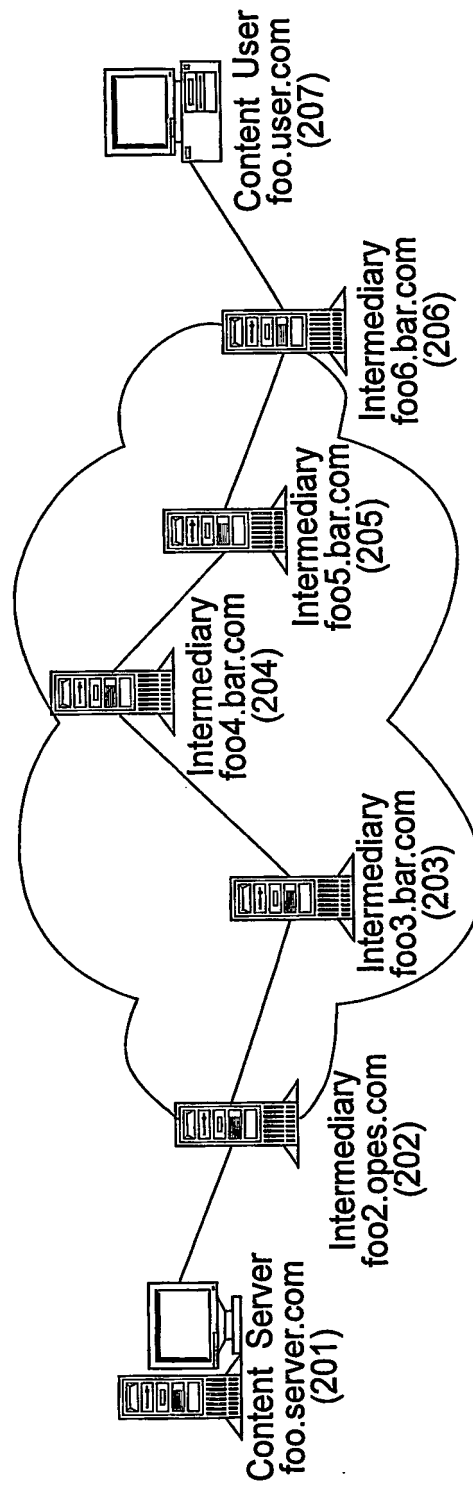 Content Server
foo.server.com
(201)
Intermediary
foo2.opes.com
(202)
Intermediary
foo3.bar.com
(203)
Intermediary
foo4.bar.com
(204)
Intermediary
foo5.bar.com
(205)
Intermediary
foo6.bar.com
(206)
Content User
foo.user.com
(207)